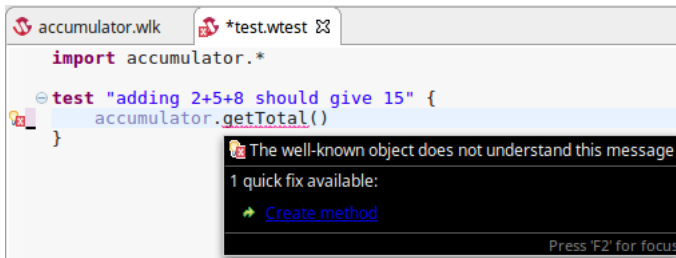 accumulator.wlk
*test.wtest
import accumulator.*
test "adding 2+5+8 should give 15" {
accumulator.getTotal()
}
The well-known object does not understand this message
1 quick fix available:
Create method
Press 'F2' for focus